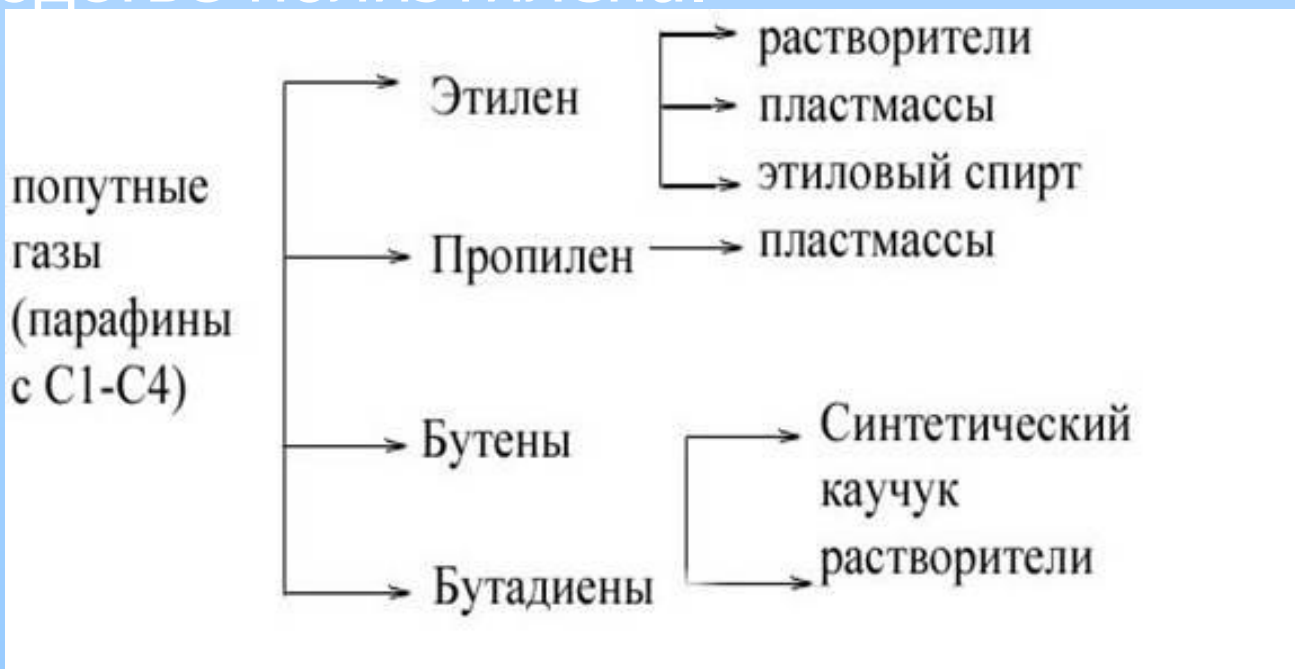 попутные
газы
(парафины
с С1-С4)
Этилен
растворители
пластмассы
этиловый спирт
Пропилен
пластмассы
Бутены
Бутадиены
Синтетический
каучук
растворители